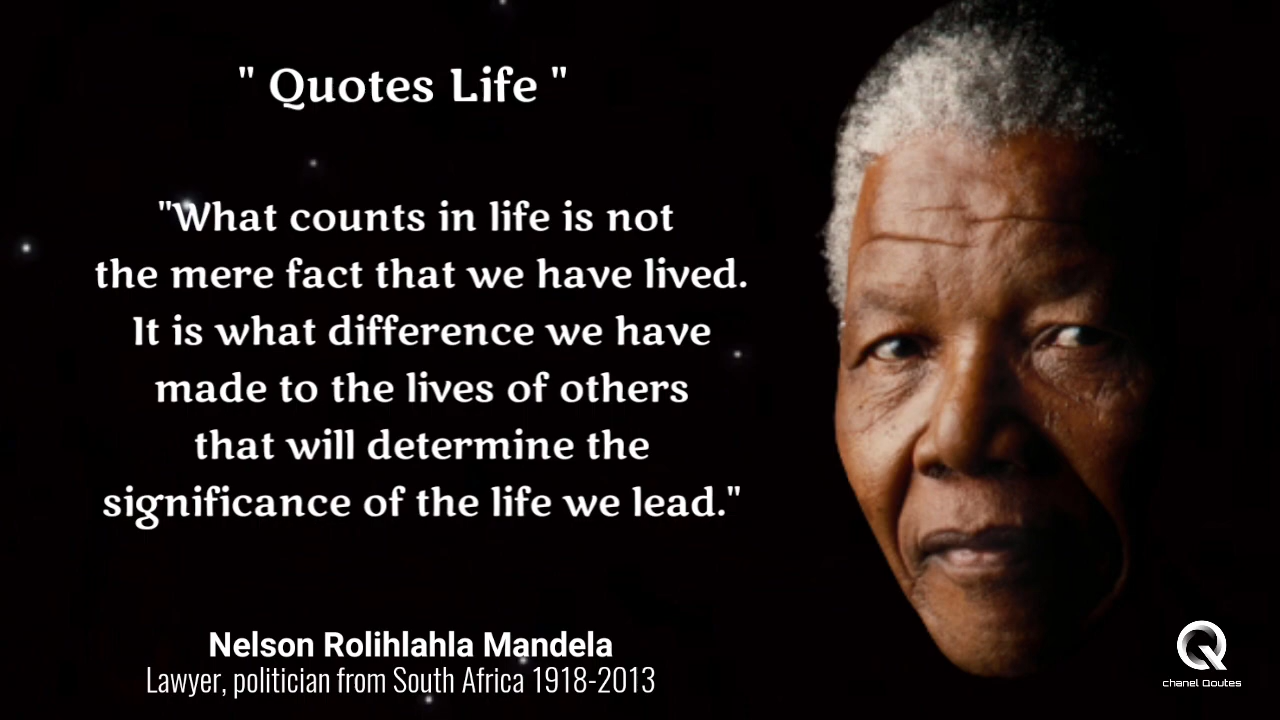 " Quotes Life "
"What counts in life is not
the mere fact that we have lived.
It is what difference we have
made to the lives of others
that will determine the
significance of the life we lead."
Nelson Rolihlahla Mandela
Lawyer, politician from South Africa 1918-2013
chanel Qoutes